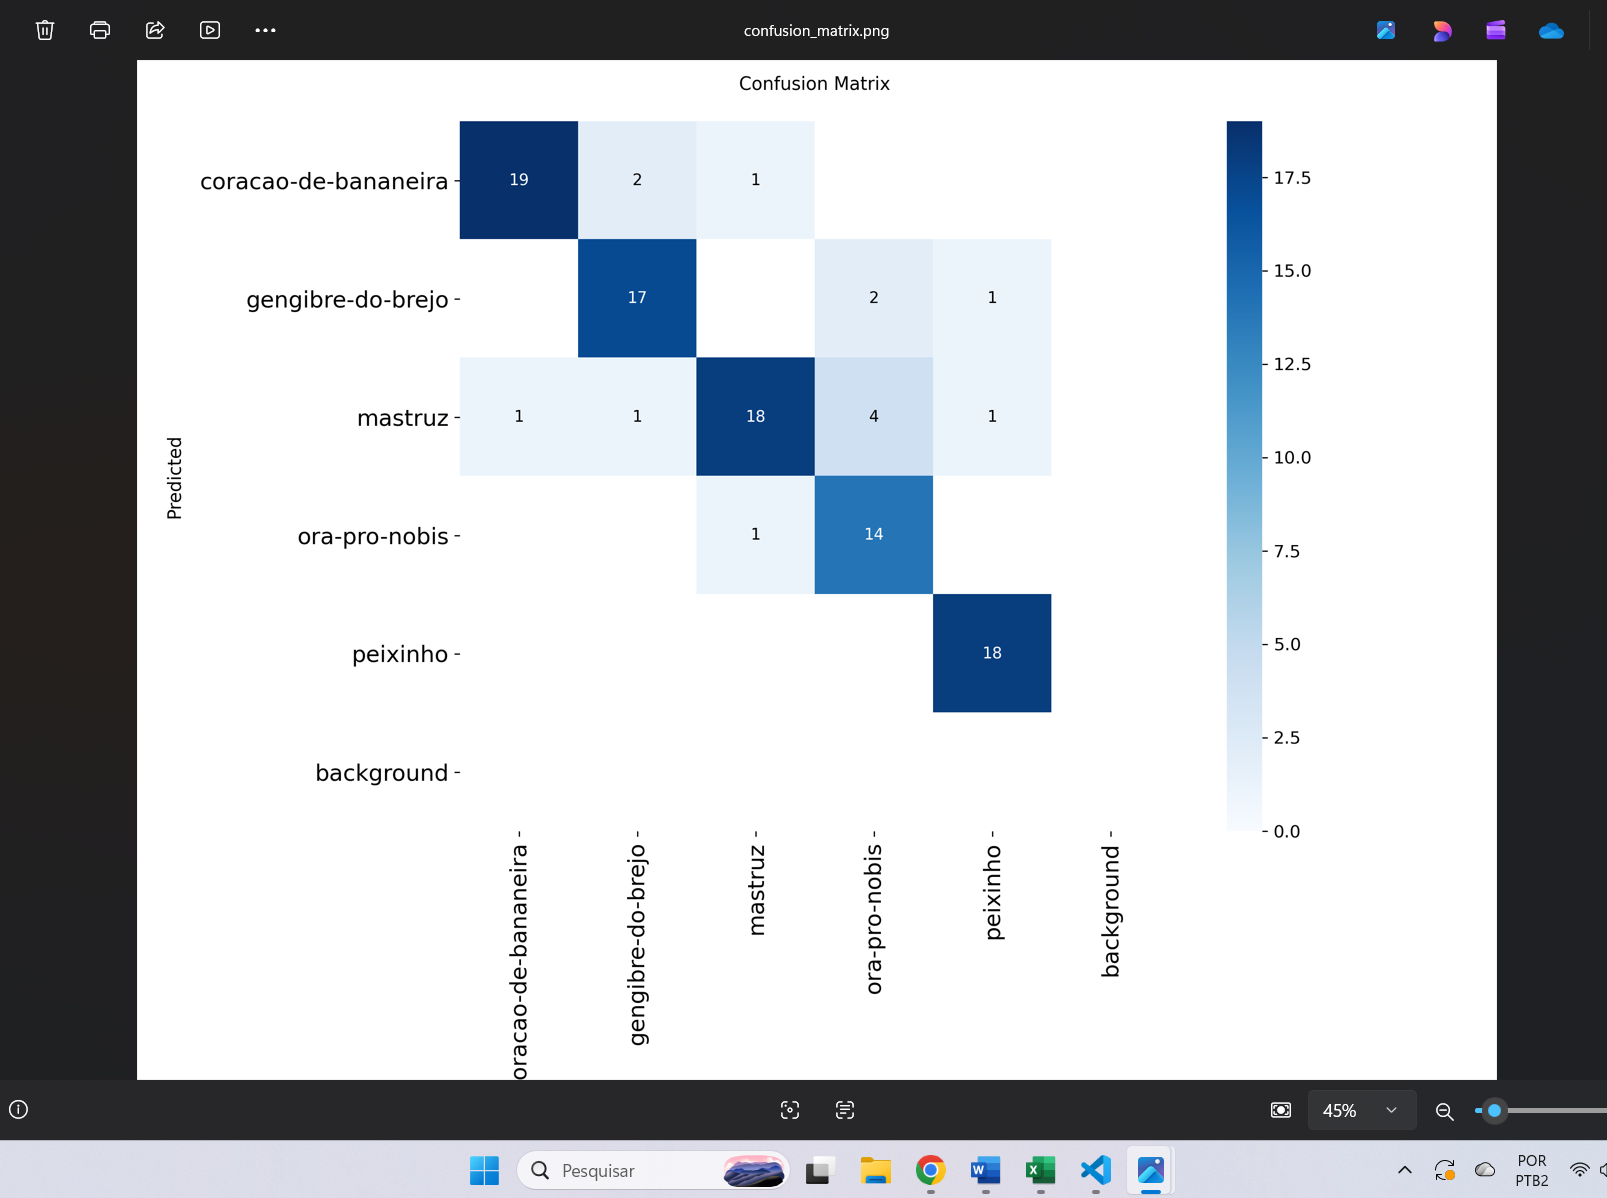 confusion_matrix.png
Confusion Matrix
coracao-de-bananeira
19 2 1
17.5
gengibre-do-brejo
17 2 1
15.0
12.5
mastruz
1 1 18 4 1
10.0
Predicted
ora-pro-nobis
1 14
7.5
peixinho
18
5.0
2.5
background
0.0
oracao-de-bananeira
gengibre-do-brejo
mastruz
ora-pro-nobis
peixinho
background
45%
Pesquisar
POR
PTB2